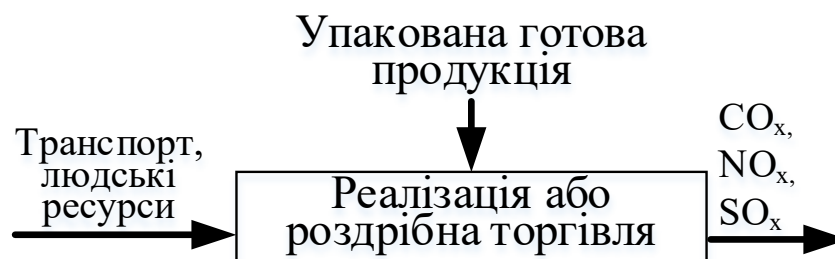 Упакована готова
продукція
Транспорт,
людські
ресурси
Реалізація або
роздрібна торгівля
COx,
NOx,
SOx